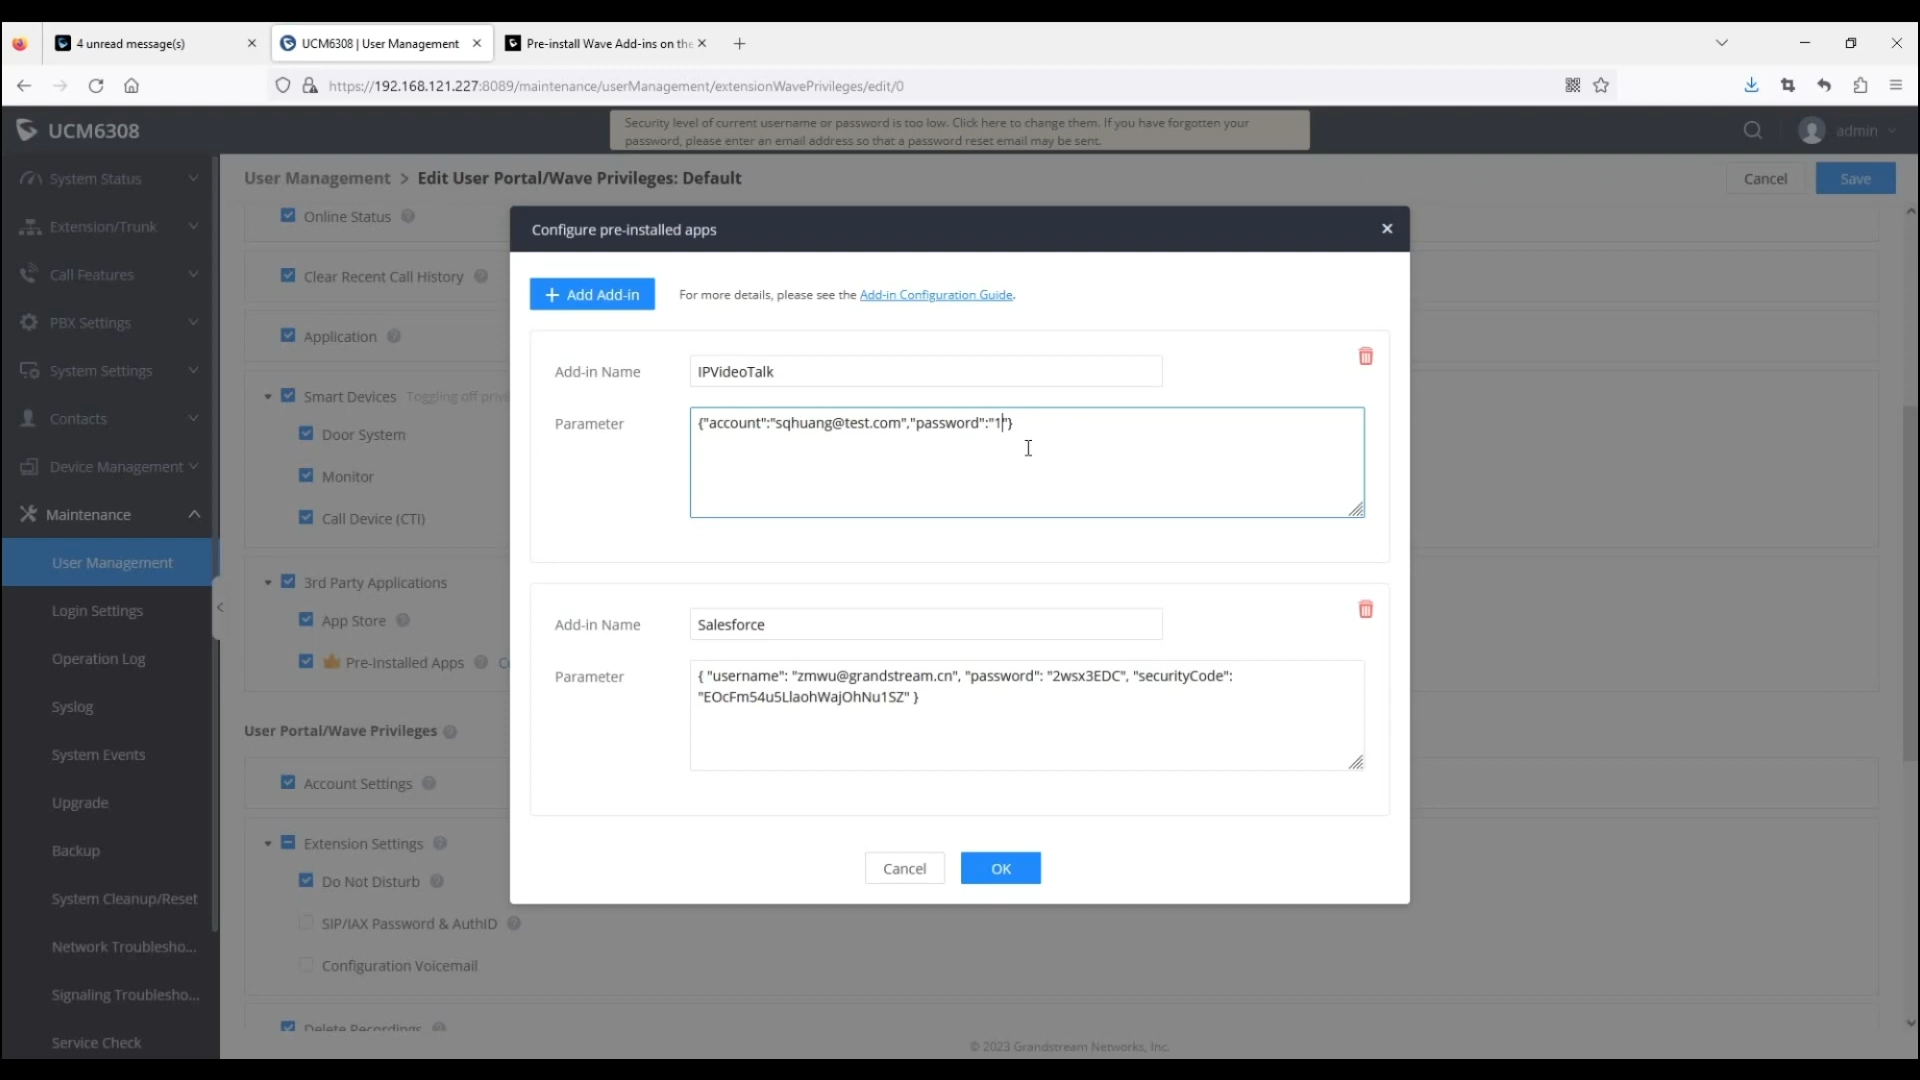 4 unread message(s)
UCM6308 | User Management
Pre-install Wave Add-ins on the
https://192.168.121.227:8089/maintenance/userManagement/extensionWavePrivileges/edit/0
UCM6308
Security level of current username or password is too low. Click here to change them. If you have forgotten your
password, please enter an email address so that a password reset email may be sent.
admin
System Status
Extension/Trunk
Call Features
PBX Settings
System Settings
Contacts
Device Management
Maintenance
User Management
Login Settings
Operation Log
Syslog
System Events
Upgrade
Backup
System Cleanup/Reset
Network Troublesho...
Signaling Troublesho...
Service Check
User Management > Edit User Portal/Wave Privileges: Default
Cancel
Save
Online Status
Clear Recent Call History
Application
Smart Devices Toggling off privi
Door System
Monitor
Call Device (CTI)
3rd Party Applications
App Store
Pre-Installed Apps
User Portal/Wave Privileges
Account Settings
Extension Settings
Do Not Disturb
SIP/IAX Password & AuthID
Configuration Voicemail
Delete Recordings
Configure pre-installed apps
+ Add Add-in
For more details, please see the Add-in Configuration Guide.
Add-in Name
IPVideoTalk
Parameter
{"account":"sqhuang@test.com","password":"1"}
Add-in Name
Salesforce
Parameter
{ "username": "zmwu@grandstream.cn", "password": "2wsx3EDC", "securityCode":
"EOcFm54u5LlaohWajOhNu1SZ" }
Cancel
OK
© 2023 Grandstream Networks, Inc.